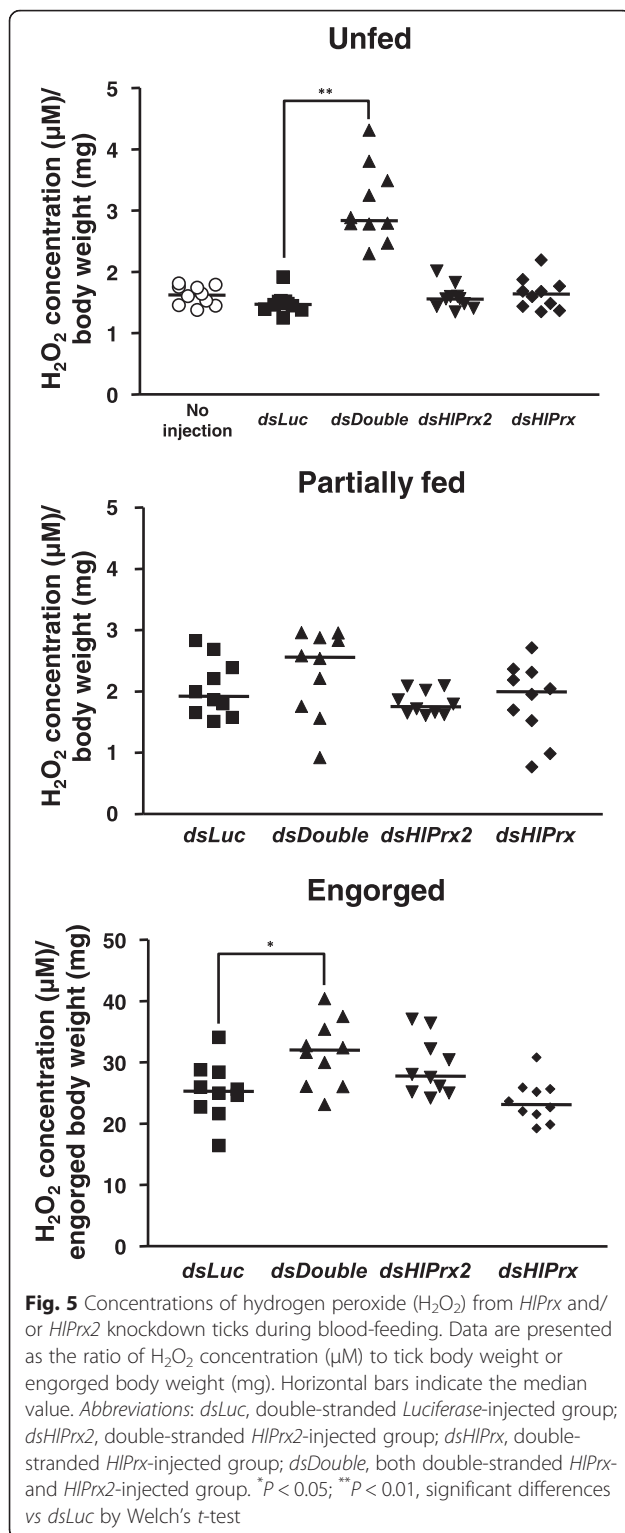 Unfed
H₂O₂ concentration (µM)/
body weight (mg)
5
4
3
2
1
0
**
No
injection
dsLuc
dsDouble
dsHlPrx2
dsHlPrx
Partially fed
H₂O₂ concentration (µM)/
body weight (mg)
5
4
3
2
1
0
dsLuc
dsDouble
dsHlPrx2
dsHlPrx
Engorged
H₂O₂ concentration (µM)/
engorged body weight (mg)
50
40
30
20
10
0
*
dsLuc
dsDouble
dsHlPrx2
dsHlPrx
Fig. 5 Concentrations of hydrogen peroxide (H₂O₂) from HlPrx and/
or HlPrx2 knockdown ticks during blood-feeding. Data are presented
as the ratio of H₂O₂ concentration (µM) to tick body weight or
engorged body weight (mg). Horizontal bars indicate the median
value. Abbreviations: dsLuc, double-stranded Luciferase-injected group;
dsHlPrx2, double-stranded HlPrx2-injected group; dsHlPrx, double-
stranded HlPrx-injected group; dsDouble, both double-stranded HlPrx-
and HlPrx2-injected group. *P < 0.05; **P < 0.01, significant differences
vs dsLuc by Welch's t-test